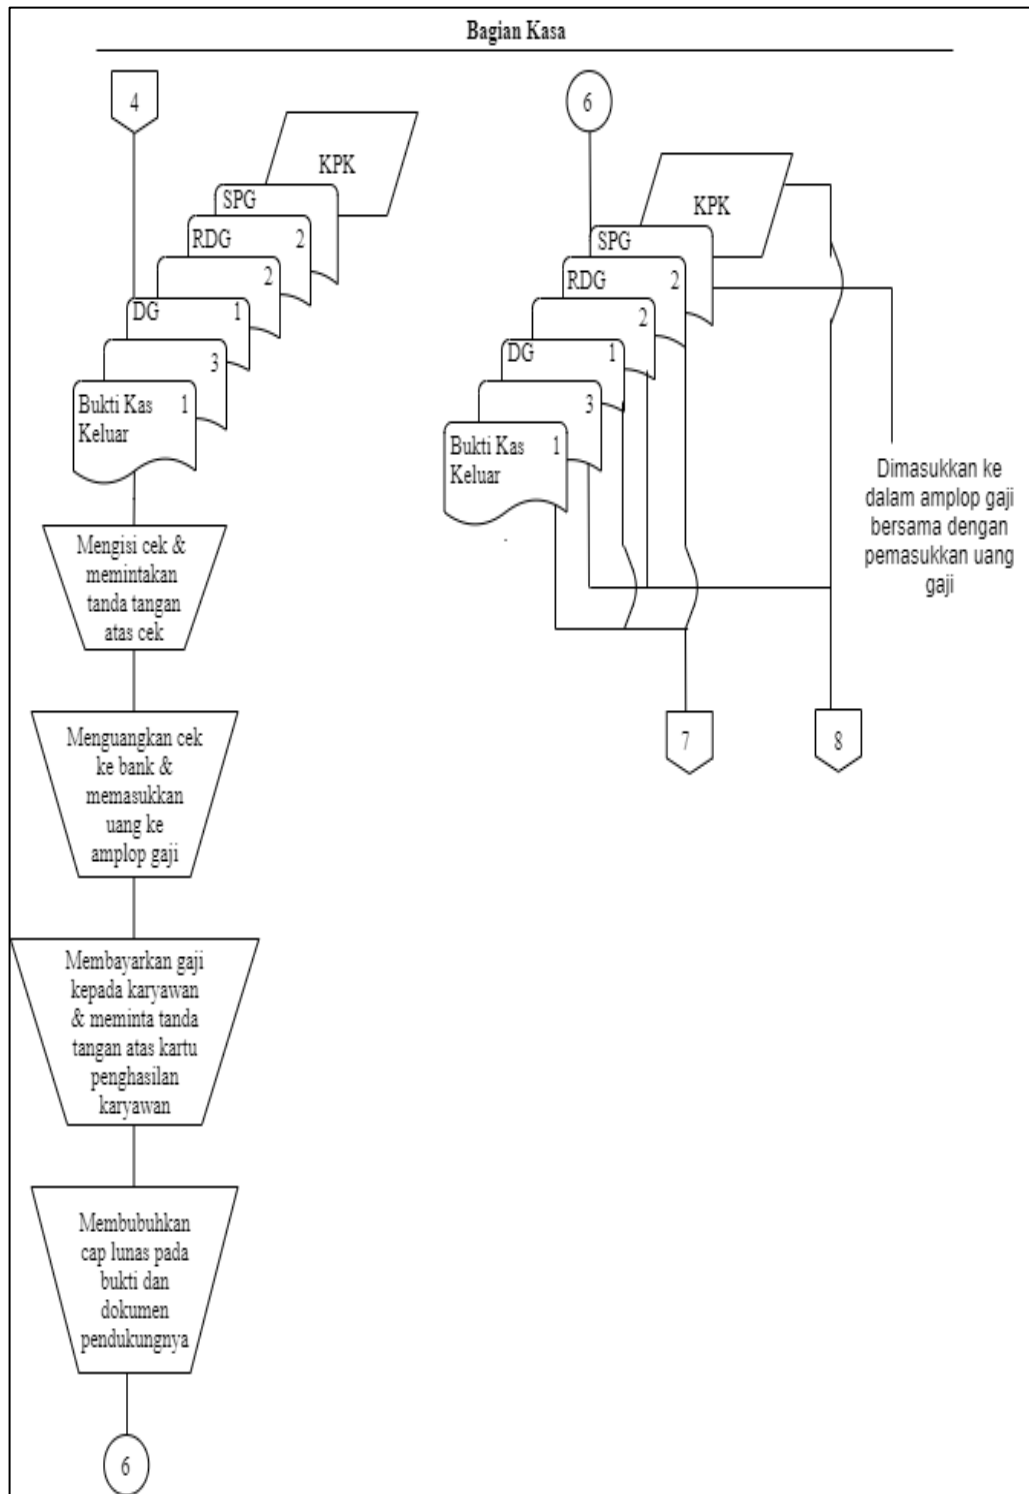 Bagian Kasa
4
KPK
SPG
RDG 2
2
DG 1
3
Bukti Kas 1
Keluar
Mengisi cek &
memintakan
tanda tangan
atas cek
Menguangkan cek
ke bank &
memasukkan
uang ke
amplop gaji
Membayarkan gaji
kepada karyawan
& meminta tanda
tangan atas kartu
penghasilan
karyawan
Membubuhkan
cap lunas pada
bukti dan
dokumen
pendukungnya
6
6
KPK
SPG
RDG 2
2
DG 1
3
Bukti Kas 1
Keluar
Dimasukkan ke
dalam amplop gaji
bersama dengan
pemasukkan uang
gaji
7
8